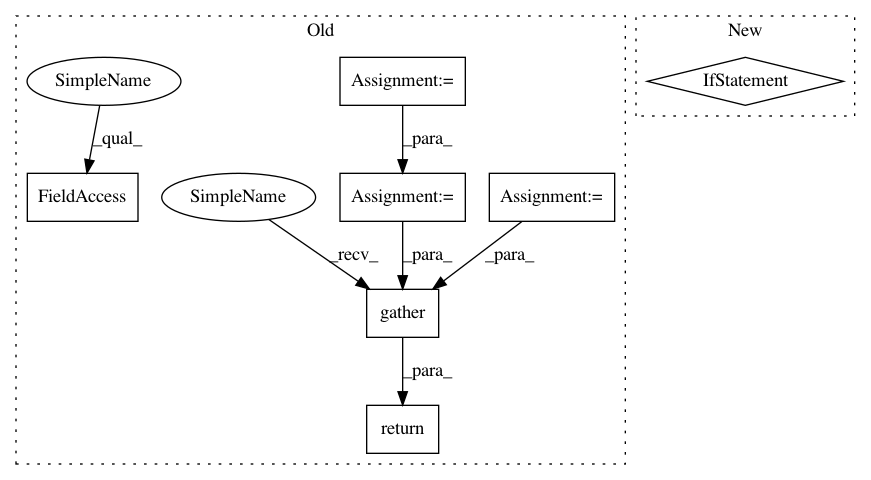 Old
New
SimpleName
Assignment:=
IfStatement
_qual_
_para_
FieldAccess
SimpleName
Assignment:=
Assignment:=
_recv_
_para_
_para_
gather
_para_
return